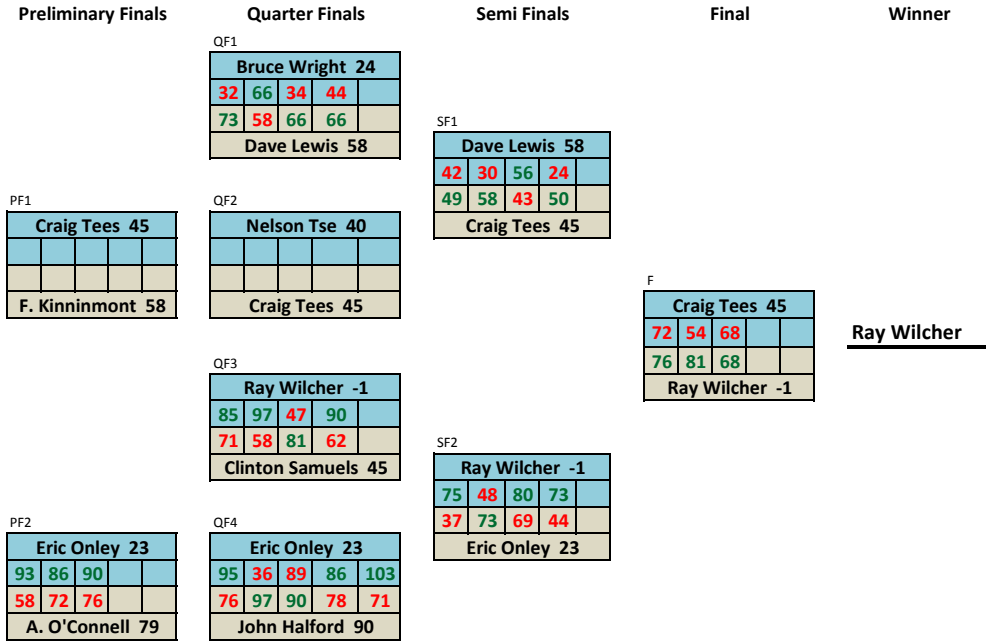 Preliminary Finals Quarter Finals Semi Finals Final Winner
QF1
Bruce Wright 24
32 66 34 44
73 58 66 66
Dave Lewis 58
SF1
Dave Lewis 58
42 30 56 24
49 58 43 50
Craig Tees 45
PF1
Craig Tees 45
F. Kinninmont 58
QF2
Nelson Tse 40
Craig Tees 45
F
Craig Tees 45
72 54 68
76 81 68
Ray Wilcher -1
Ray Wilcher
QF3
Ray Wilcher -1
85 97 47 90
71 58 81 62
Clinton Samuels 45
SF2
Ray Wilcher -1
75 48 80 73
37 73 69 44
Eric Onley 23
PF2
Eric Onley 23
93 86 90
58 72 76
A. O'Connell 79
QF4
Eric Onley 23
95 36 89 86 103
76 97 90 78 71
John Halford 90